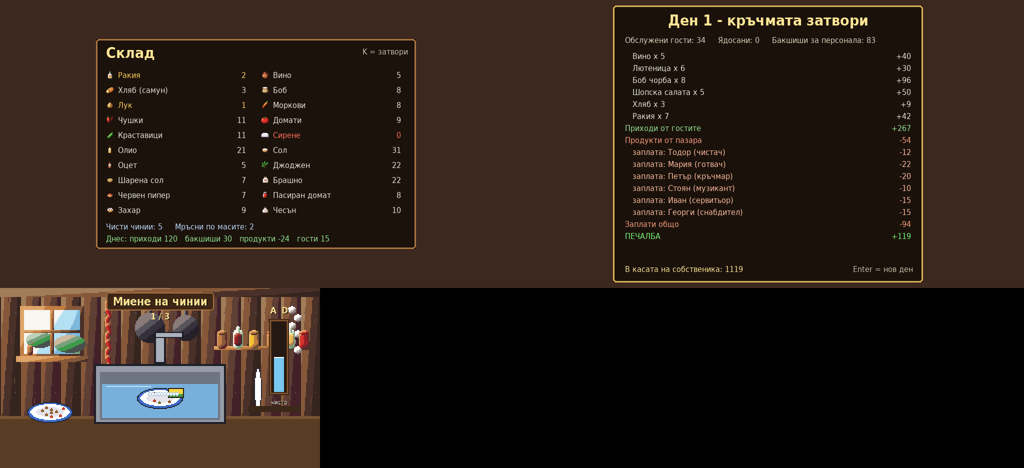 Склад
K = затвори
Ракия 2 Вино 5
Хляб (самун) 3 Боб 8
Лук 1 Моркови 8
Чушки 11 Домати 9
Краставици 11 Сирене 0
Олио 21 Сол 31
Оцет 5 Джоджен 22
Шарена сол 7 Брашно 22
Червен пипер 7 Пасиран домат 8
Захар 9 Чесън 10
Чисти чинии: 5 Мръсни по масите: 2
Днес: приходи 120 бакшиши 30 продукти -24 гости 15
Ден 1 - кръчмата затвори
Обслужени гости: 34 Ядосани: 0 Бакшиши за персонала: 83
Вино x 5 +40
Лютеница x 6 +30
Боб чорба x 8 +96
Шопска салата x 5 +50
Хляб x 3 +9
Ракия x 7 +42
Приходи от гостите +267
Продукти от пазара -54
заплата: Тодор (чистач) -12
заплата: Мария (готвач) -22
заплата: Петър (кръчмар) -20
заплата: Стоян (музикант) -10
заплата: Иван (сервитьор) -15
заплата: Георги (снабдител) -15
Заплати общо -94
ПЕЧАЛБА +119
В касата на собственика: 1119 Enter = нов ден
Миене на чинии
1/3
A D
чисто